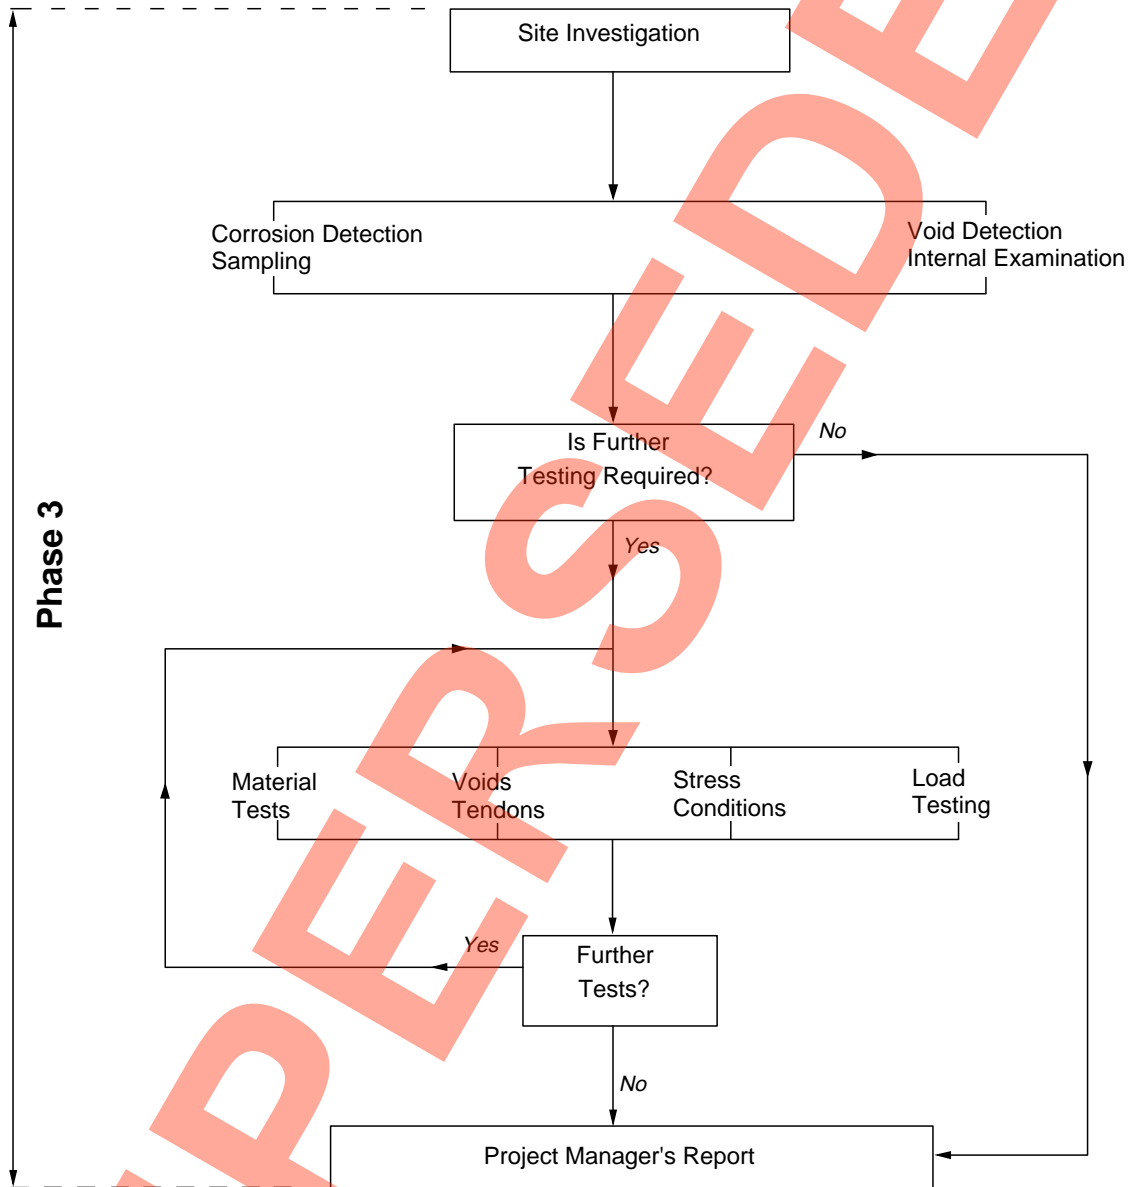 Site Investigation
Corrosion Detection
Sampling
Void Detection
Internal Examination
Is Further
Testing Required?
No
Yes
Phase 3
Material
Tests
Voids
Tendons
Stress
Conditions
Load
Testing
Yes
Further
Tests?
No
Project Manager's Report
PERSEDE